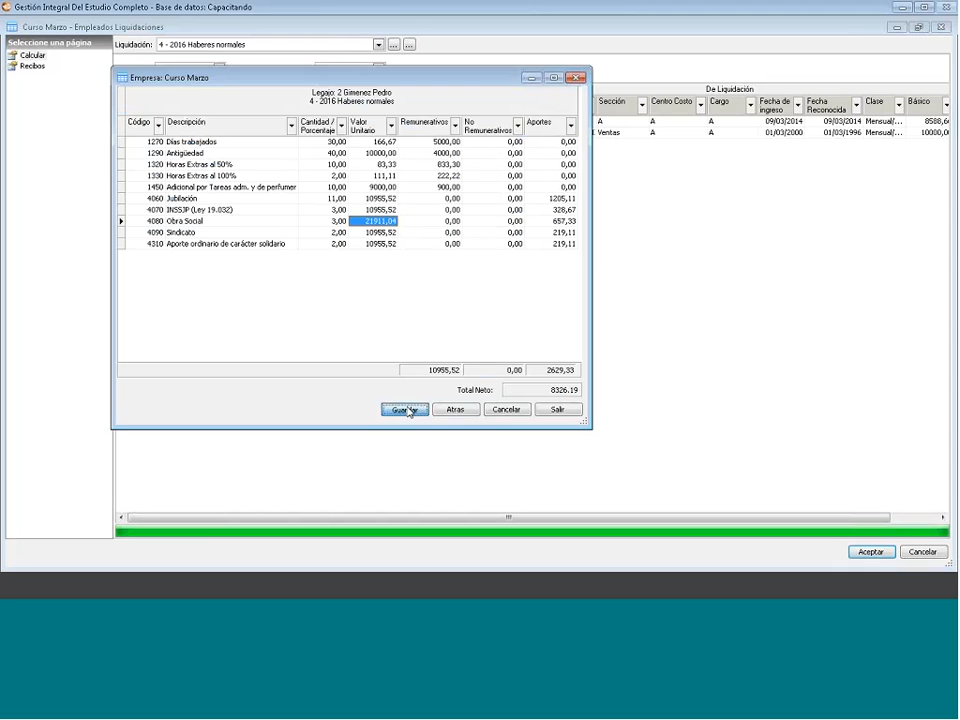 Gestión Integral Del Estudio Completo - Base de datos: Capacitando
Curso Marzo - Empleados Liquidaciones
Seleccione una página
Calcular
Recibos
Liquidación: 4 - 2016 Haberes normales
... ...
Empresa: Curso Marzo
Legajo: 2 Gimenez Pedro
4 - 2016 Haberes normales
Código Descripción Cantidad / Porcentaje Valor Unitario Remunerativos No Remunerativos Aportes
1270 Días trabajados 30,00 166,67 5000,00 0,00 0,00
1290 Antigüedad 40,00 10000,00 4000,00 0,00 0,00
1320 Horas Extras al 50% 10,00 83,33 833,30 0,00 0,00
1330 Horas Extras al 100% 2,00 111,11 222,22 0,00 0,00
1450 Adicional por Tareas adm. y de perfumer 10,00 9000,00 900,00 0,00 0,00
4060 Jubilación 11,00 10955,52 0,00 0,00 1205,11
4070 INSSJP (Ley 19.032) 3,00 10955,52 0,00 0,00 328,67
4080 Obra Social 3,00 21911,04 0,00 0,00 657,33
4090 Sindicato 2,00 10955,52 0,00 0,00 219,11
4310 Aporte ordinario de carácter solidario 2,00 10955,52 0,00 0,00 219,11
10955,52 0,00 2629,33
Total Neto: 8326.19
Guardar Atras Cancelar Salir
De Liquidación
Sección Centro Costo Cargo Fecha de ingreso Fecha Reconocida Clase Básico
A A A 09/03/2014 09/03/2014 Mensual/... 8588,6
Ventas A A 01/03/2000 01/03/1996 Mensual/... 10000,0
Aceptar Cancelar